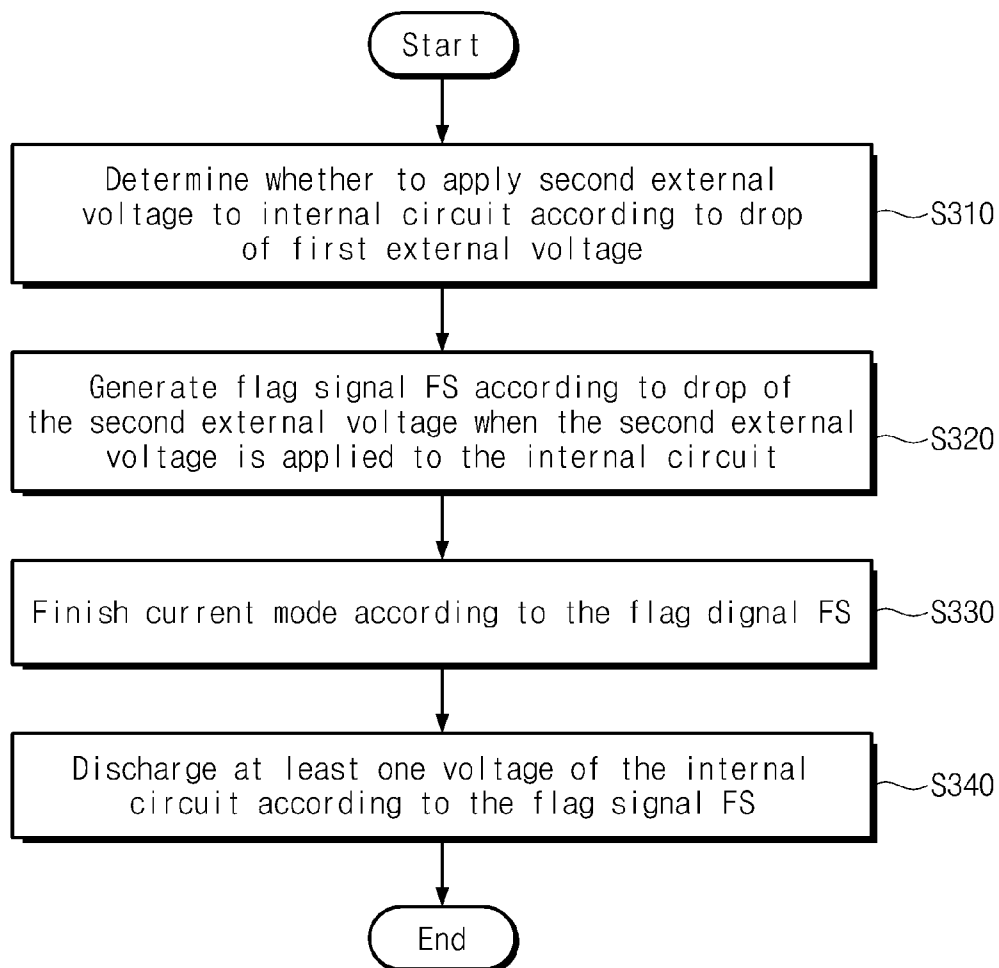 Start
Determine whether to apply second external
voltage to internal circuit according to drop
of first external voltage
S310
Generate flag signal FS according to drop of
the second external voltage when the second external
voltage is applied to the internal circuit
S320
Finish current mode according to the flag dignal FS
S330
Discharge at least one voltage of the internal
circuit according to the flag signal FS
S340
End